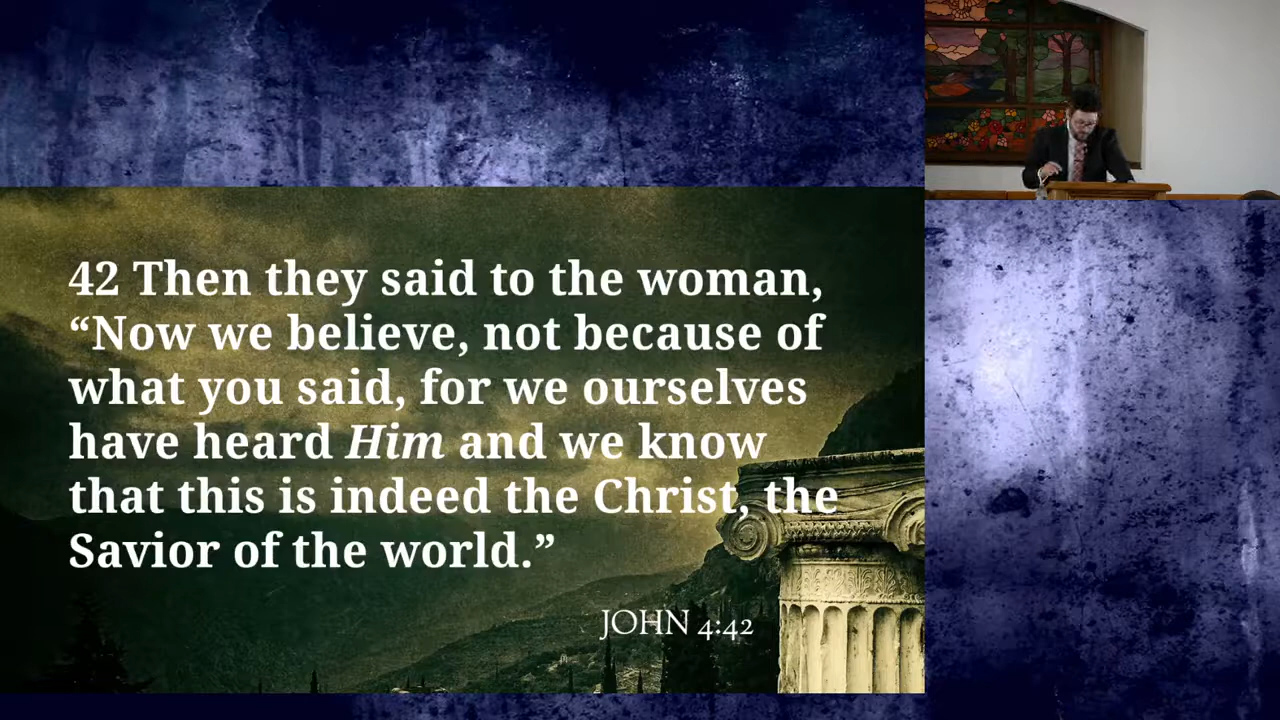 42 Then they said to the woman,
“Now we believe, not because of
what you said, for we ourselves
have heard Him and we know
that this is indeed the Christ, the
Savior of the world.”
JOHN 4:42